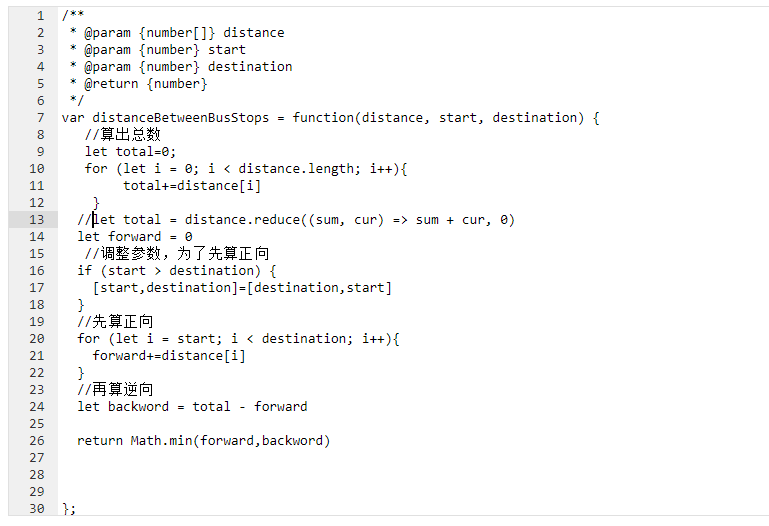 1 /**
2  * @param {number[]} distance
3  * @param {number} start
4  * @param {number} destination
5  * @return {number}
6  */
7 var distanceBetweenBusStops = function(distance, start, destination) {
8    //算出总数
9    let total=0;
10    for (let i = 0; i < distance.length; i++){
11         total+=distance[i]
12     }
13   //let total = distance.reduce((sum, cur) => sum + cur, 0)
14   let forward = 0
15    //调整参数，为了先算正向
16   if (start > destination) {
17     [start,destination]=[destination,start]
18   }
19   //先算正向
20   for (let i = start; i < destination; i++){
21     forward+=distance[i]
22   }
23   //再算逆向
24   let backword = total - forward
25
26   return Math.min(forward,backword)
27
28
29
30 };